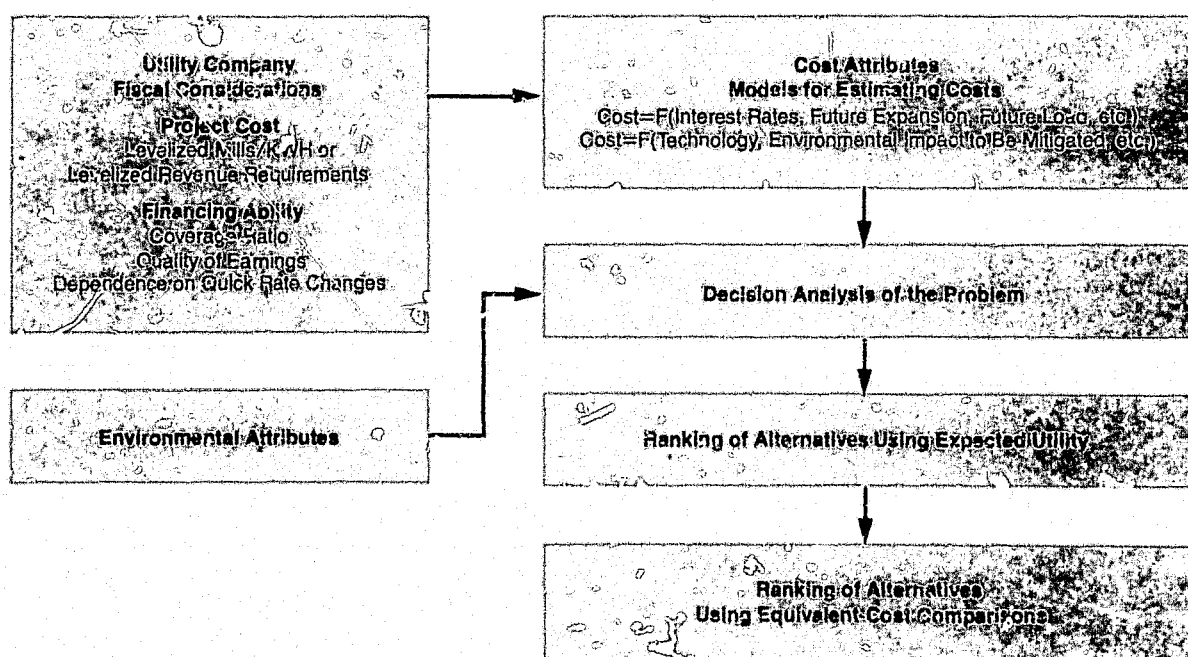 Utility Company
Fiscal Considerations
Project Cost
Levelized Mills/KWH or
Levelized Revenue Requirements
Financing Ability
Coverage Ratio
Quality of Earnings
Dependence on Quick Rate Changes
Environmental Attributes
Cost Attributes
Models for Estimating Costs
Cost=F(Interest Rates, Future Expansion, Future Load, etc.),
Cost=F(Technology, Environmental Impact to Be Mitigated, etc.)
Decision Analysis of the Problem
Ranking of Alternatives Using Expected Utility
Ranking of Alternatives
Using Equivalent Cost Comparisons